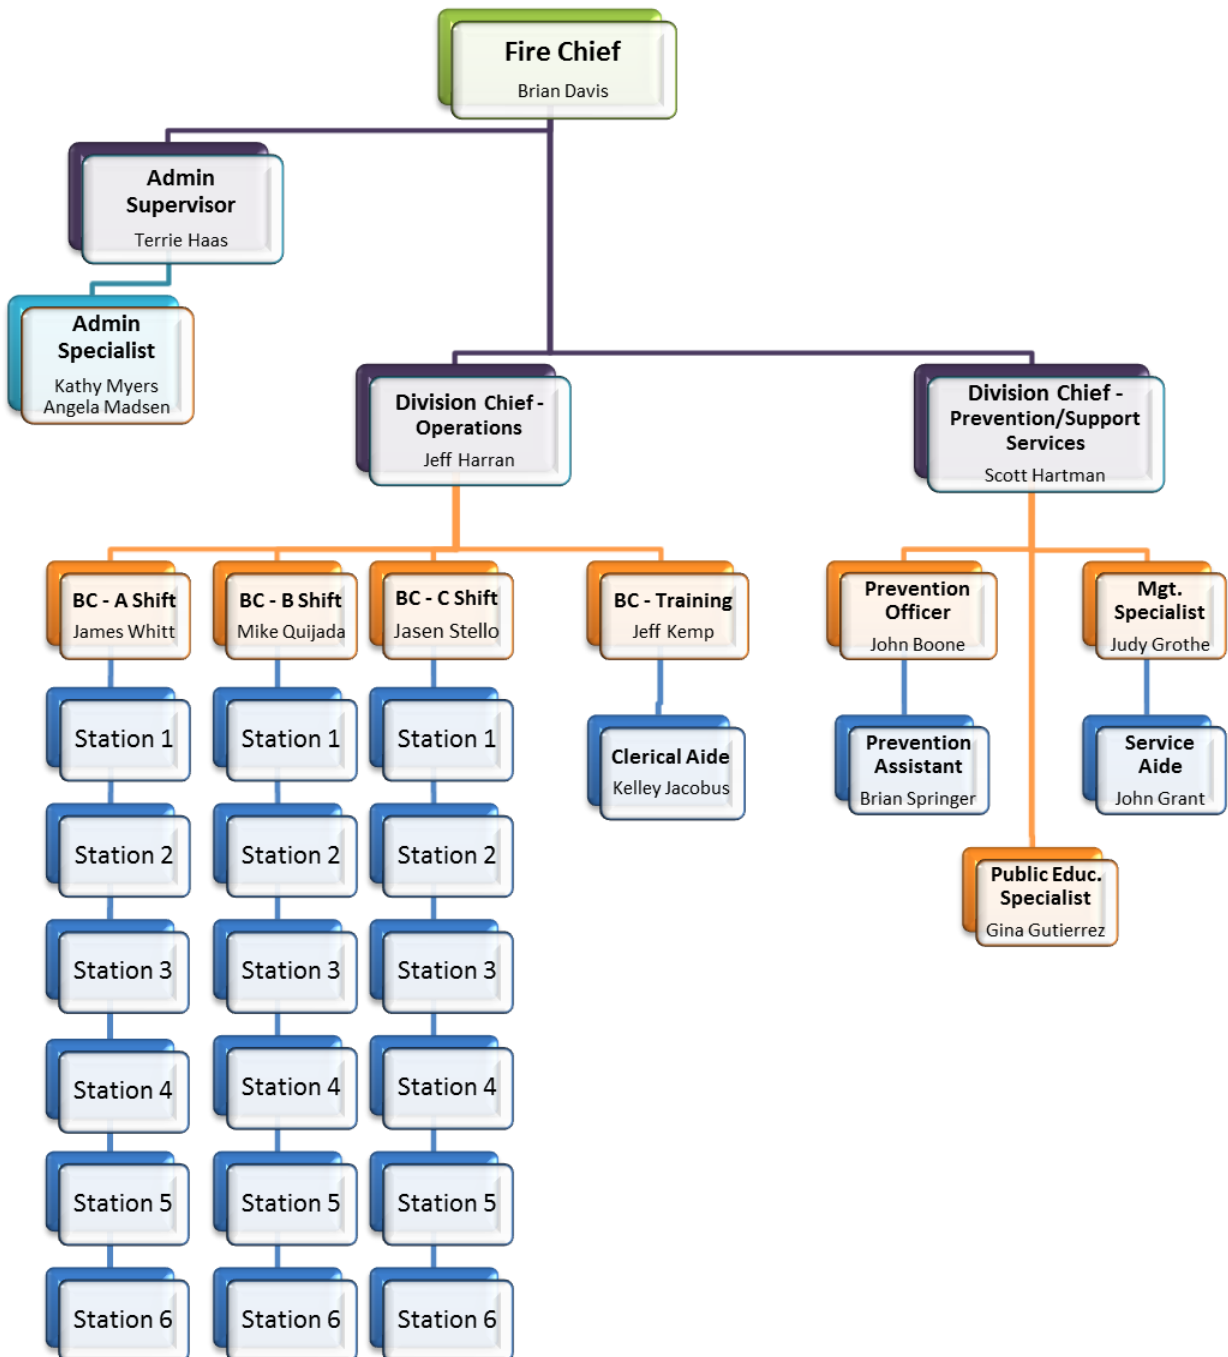 Fire Chief
Brian Davis
Admin
Supervisor
Terrie Haas
Admin
Specialist
Kathy Myers
Angela Madsen
Division Chief -
Operations
Jeff Harran
Division Chief -
Prevention/Support
Services
Scott Hartman
BC - A Shift
James Whitt
BC - B Shift
Mike Quijada
BC - C Shift
Jasen Stello
BC - Training
Jeff Kemp
Prevention
Officer
John Boone
Mgt.
Specialist
Judy Grothe
Station 1
Station 1
Station 1
Clerical Aide
Kelley Jacobus
Prevention
Assistant
Brian Springer
Service
Aide
John Grant
Station 2
Station 2
Station 2
Public Educ.
Specialist
Gina Gutierrez
Station 3
Station 3
Station 3
Station 4
Station 4
Station 4
Station 5
Station 5
Station 5
Station 6
Station 6
Station 6